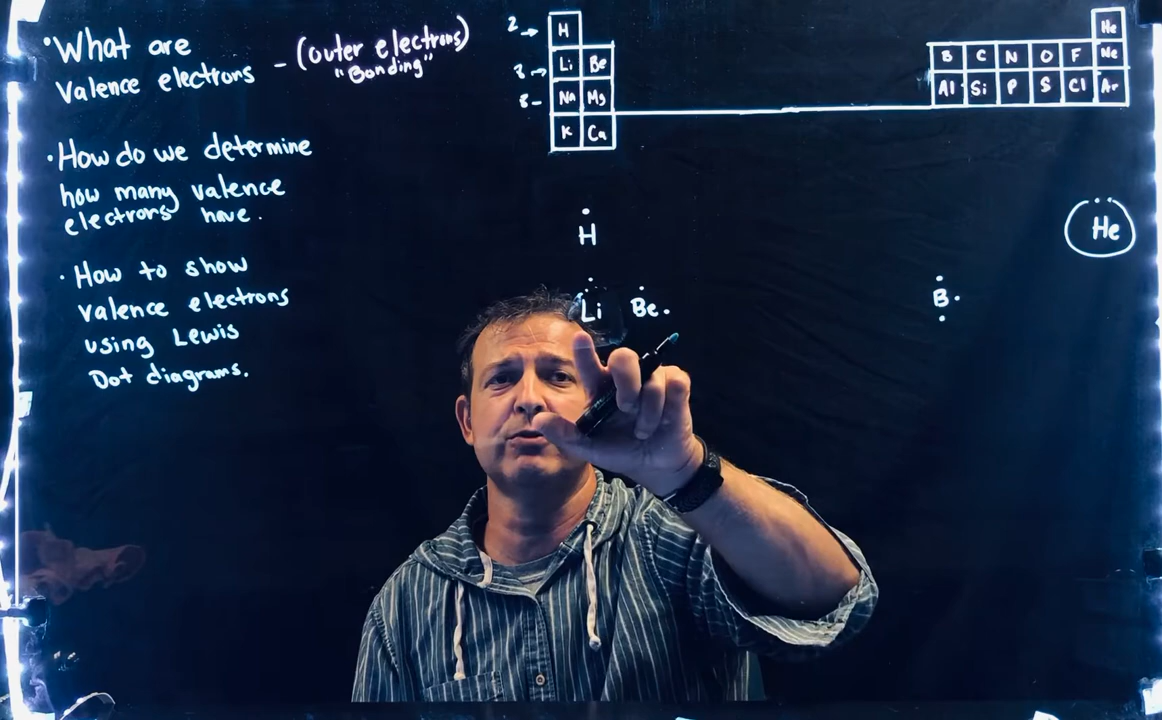 •What are
Valence electrons - (outer electrons)
"Bonding"
•How do we determine
how many valence
electrons have.
•How to show
valence electrons
using Lewis
Dot diagrams.
2→ H He
8→ Li Be B C N O F Ne
8- Na Mg Al Si P S Cl Ar
K Ca
H He
Li Be B